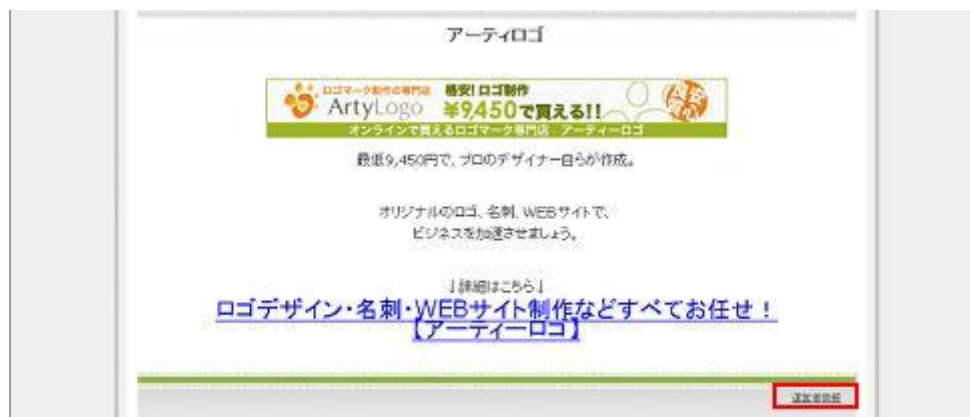 アーティロゴ
ロゴマーク制作の専門店
ArtyLogo
格安!ロゴ制作
¥9,450で買える!!
オンラインで買えるロゴマーク専門店 アーティーロゴ
最低9,450円で、プロのデザイナー自らが作成。
オリジナルのロゴ、名刺、WEBサイトで、
ビジネスを加速させましょう。
↓詳細はこちら↓
ロゴデザイン・名刺・WEBサイト制作などすべてお任せ!
【アーティーロゴ】
運営者情報